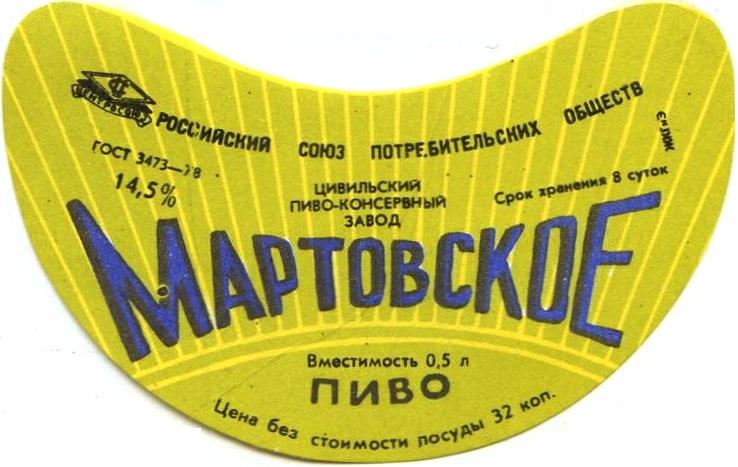 ЦЕНТРОСОЮЗ
РОССИЙСКИЙ СОЮЗ ПОТРЕБИТЕЛЬСКИХ ОБЩЕСТВ
ГОСТ 3473—78
14,5%
ЦИВИЛЬСКИЙ
ПИВО-КОНСЕРВНЫЙ
ЗАВОД
Срок хранения 8 суток
МАРТОВСКОЕ
Вместимость 0,5 л
ПИВО
Цена без стоимости посуды 32 коп.